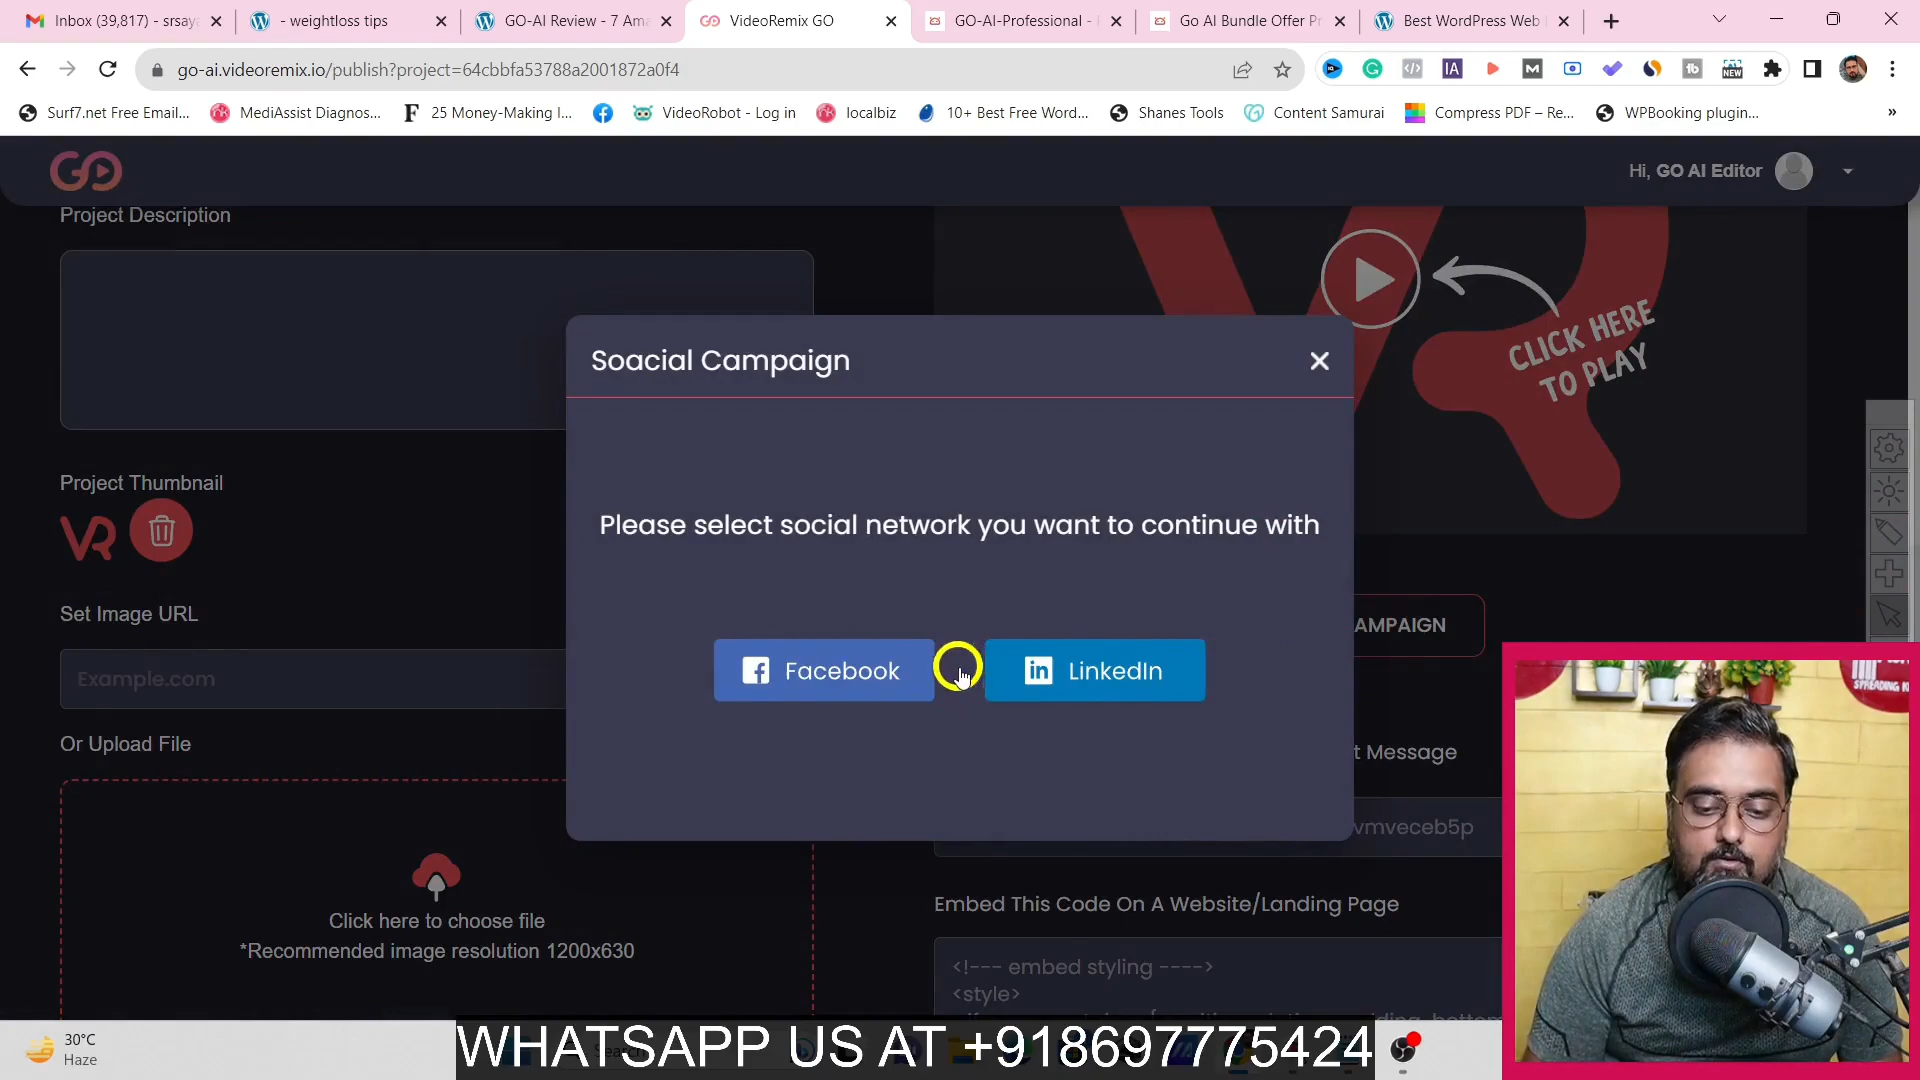 Inbox (39,817) - srsaya
- weightloss tips
GO-AI Review - 7 Ama
VideoRemix GO
GO-AI-Professional -
Go AI Bundle Offer Pr
Best WordPress Web
go-ai.videoremix.io/publish?project=64cbbfa53788a2001872a0f4
Surf7.net Free Email...
MediAssist Diagnos...
25 Money-Making I...
VideoRobot - Log in
localbiz
10+ Best Free Word...
Shanes Tools
Content Samurai
Compress PDF – Re...
WPBooking plugin...
»
GO
Hi, GO AI Editor
Project Description
CLICK HERE
TO PLAY
Soacial Campaign
Please select social network you want to continue with
Facebook
LinkedIn
Project Thumbnail
VR
Set Image URL
Example.com
Or Upload File
Click here to choose file
*Recommended image resolution 1200x630
AMPAIGN
t Message
vmveceb5p
Embed This Code On A Website/Landing Page
<!--- embed styling ---->
<style>
30°C
Haze
WHATSAPP US AT +918697775424